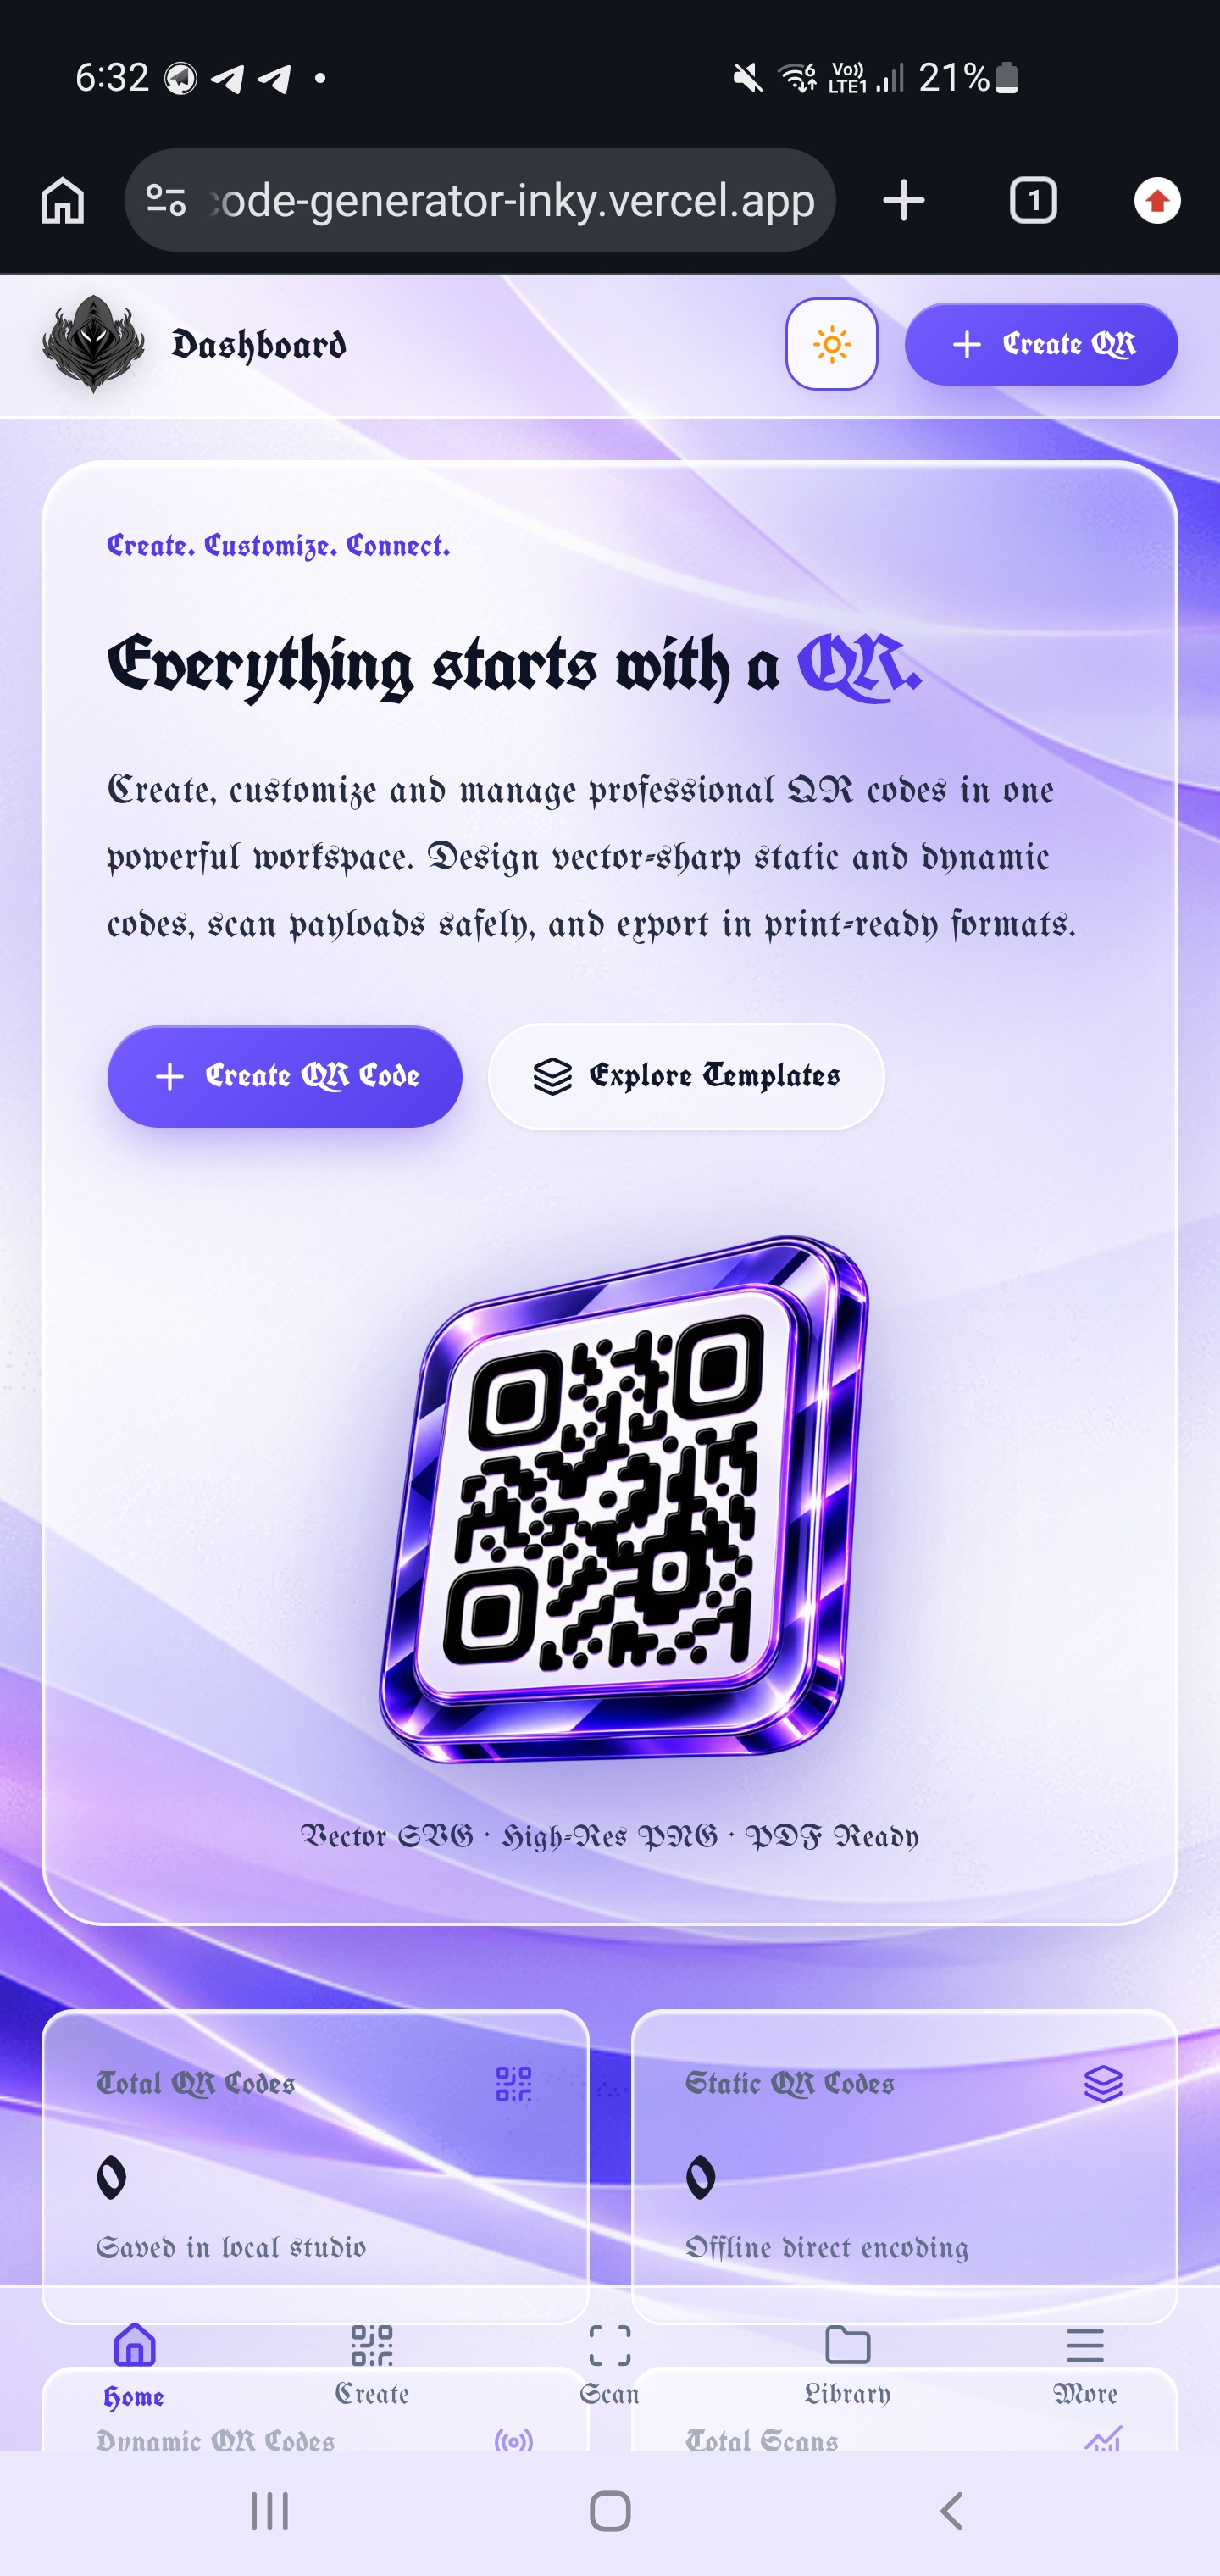 6:32
Vo))
LTE1
21%
ode-generator-inky.vercel.app
1
Dashboard
Create QR
Create. Customize. Connect.
Everything starts with a QR.
Create, customize and manage professional QR codes in one
powerful workspace. Design vector-sharp static and dynamic
codes, scan payloads safely, and export in print-ready formats.
Create QR Code
Explore Templates
Vector SVG · High-Res PNG · PDF Ready
Total QR Codes
Static QR Codes
0
0
Saved in local studio
Offline direct encoding
Home
Create
Scan
Library
More
Dynamic QR Codes
Total Scans